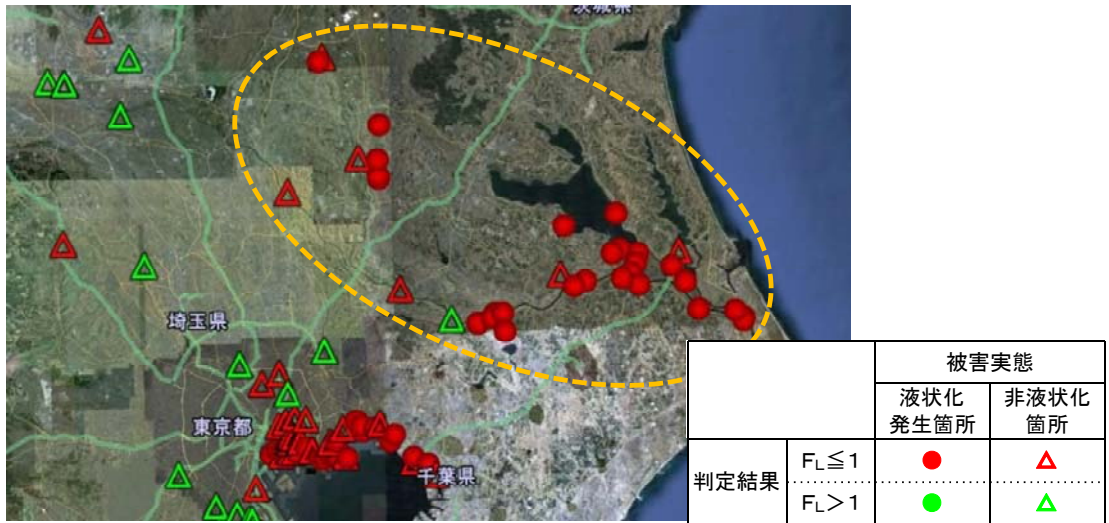 茨城県
埼玉県
東京都
千葉県
被害実態
液状化
発生箇所
非液状化
箇所
判定結果
FL≦1
FL>1